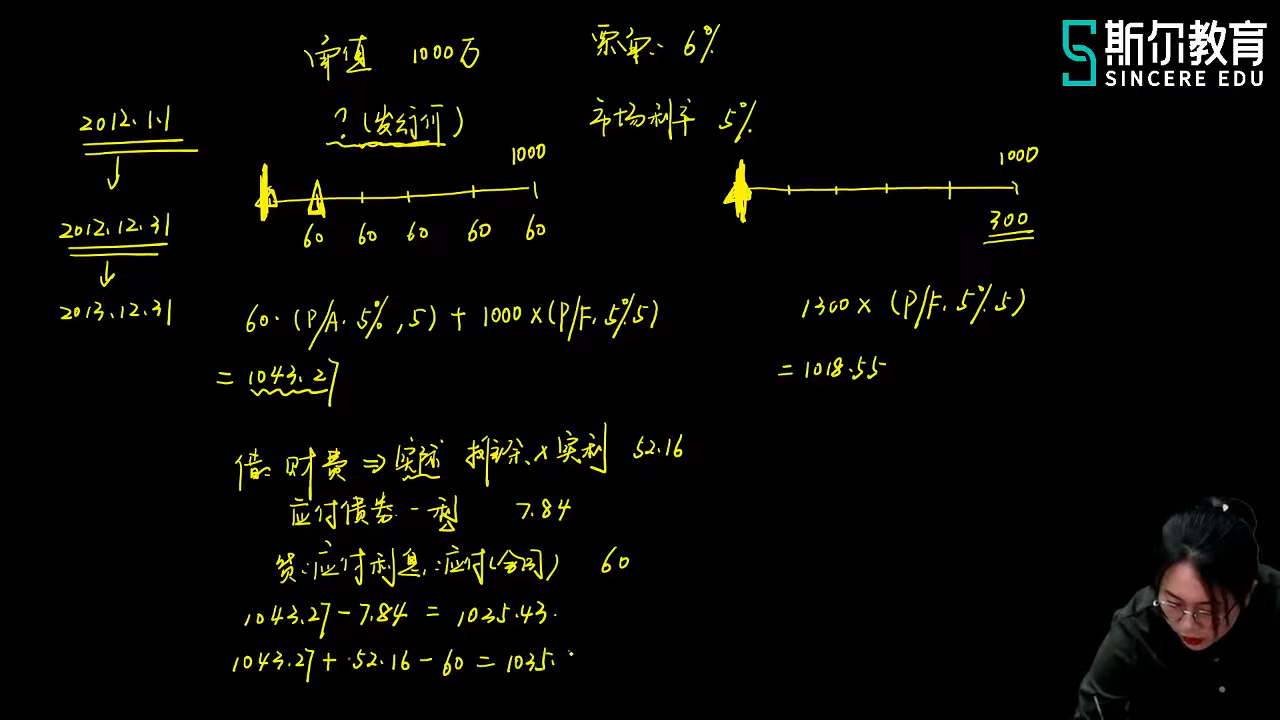 斯尔教育
SINCERE EDU
面值 1000万 票率: 6%
2012.1.1 ?(发行价) 市场利率 5%
1000 1000
60 60 60 60 60 300
2012.12.31
2013.12.31
60·(P/A, 5%, 5) + 1000×(P/F, 5%, 5) 1300×(P/F, 5%, 5)
= 1043.27 = 1018.55
借: 财费 ⇒ 实际 摊余×实利 52.16
应付债券-利 7.84
贷:应付利息:应付(合同) 60
1043.27-7.84 = 1035.43.
1043.27+52.16-60 = 1035.